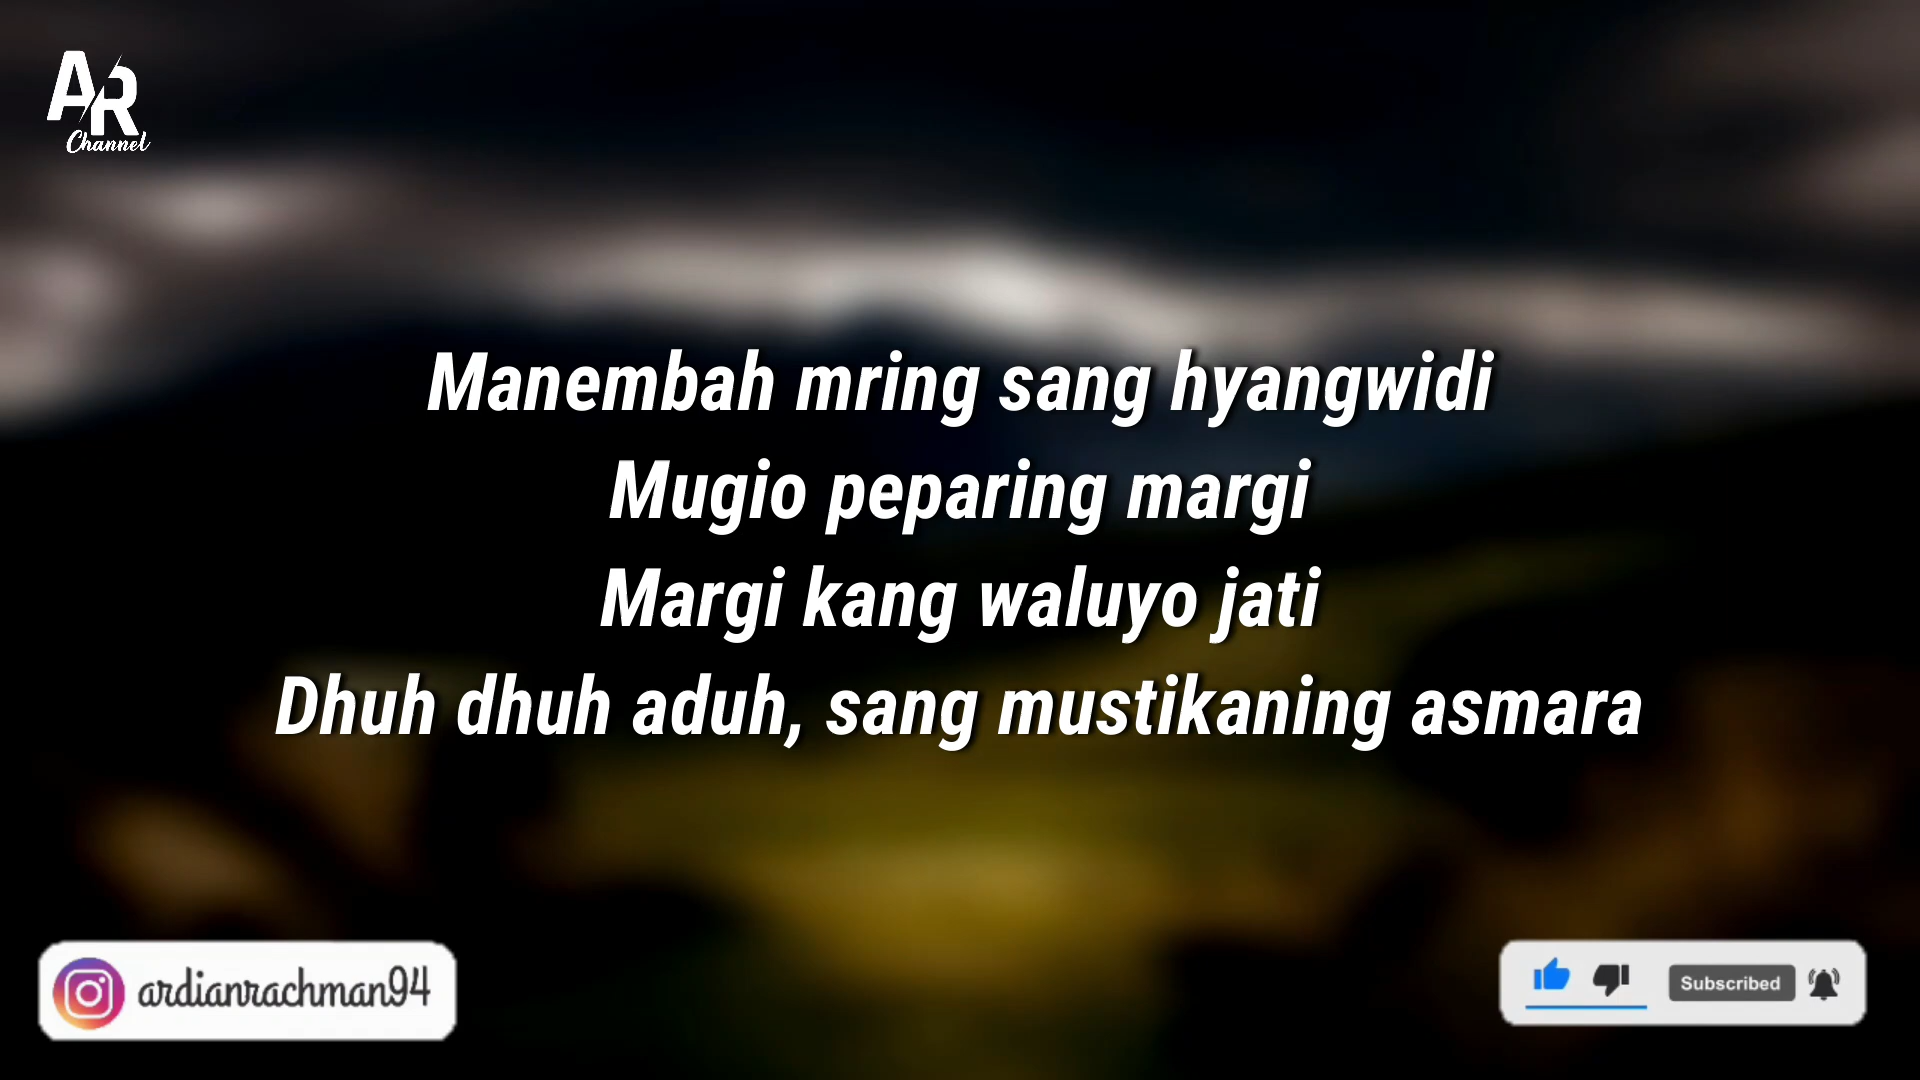 AR
Channel
Manembah mring sang hyangwidi
Mugio peparing margi
Margi kang waluyo jati
Dhuh dhuh aduh, sang mustikaning asmara
ardianrachman94
Subscribed